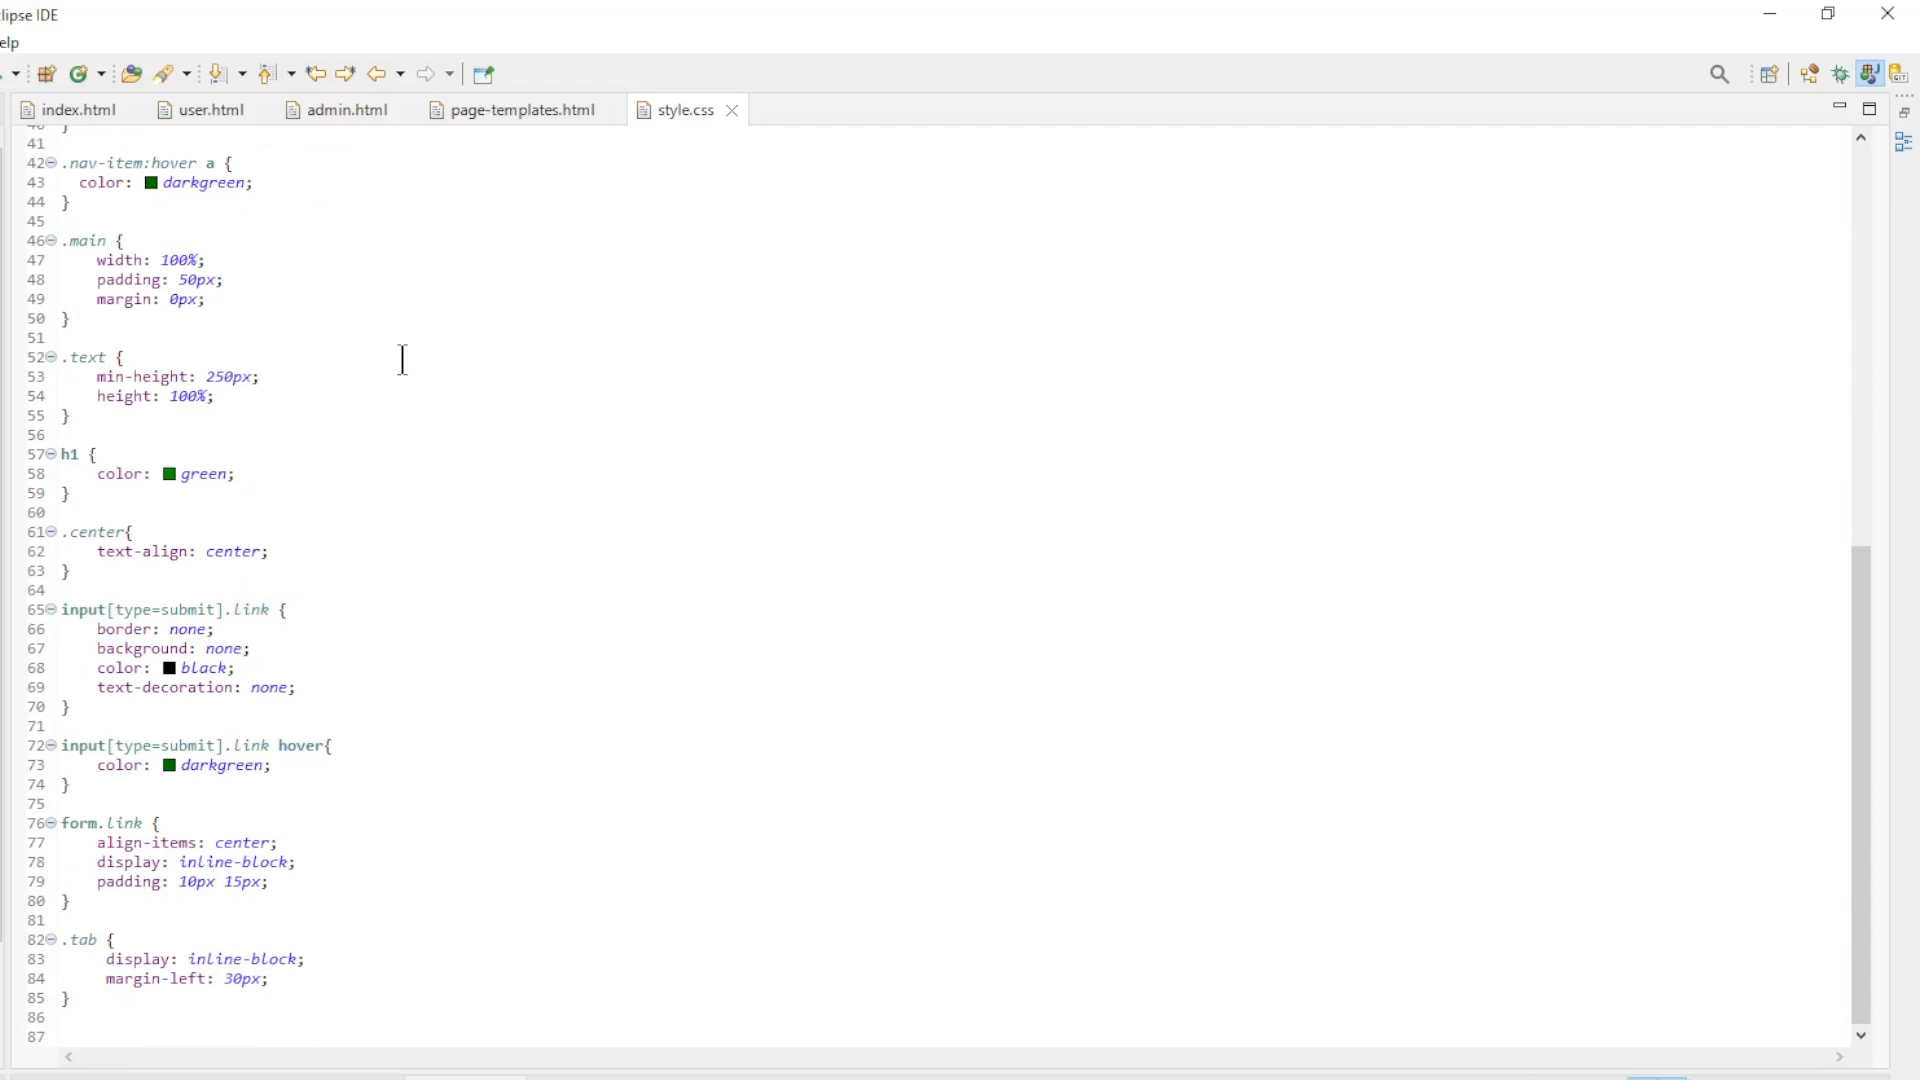 lipse IDE
elp
index.html user.html admin.html page-templates.html style.css
40 }
41
42 .nav-item:hover a {
43 color: darkgreen;
44 }
45
46 .main {
47 width: 100%;
48 padding: 50px;
49 margin: 0px;
50 }
51
52 .text {
53 min-height: 250px;
54 height: 100%;
55 }
56
57 h1 {
58 color: green;
59 }
60
61 .center{
62 text-align: center;
63 }
64
65 input[type=submit].link {
66 border: none;
67 background: none;
68 color: black;
69 text-decoration: none;
70 }
71
72 input[type=submit].link hover{
73 color: darkgreen;
74 }
75
76 form.link {
77 align-items: center;
78 display: inline-block;
79 padding: 10px 15px;
80 }
81
82 .tab {
83 display: inline-block;
84 margin-left: 30px;
85 }
86
87